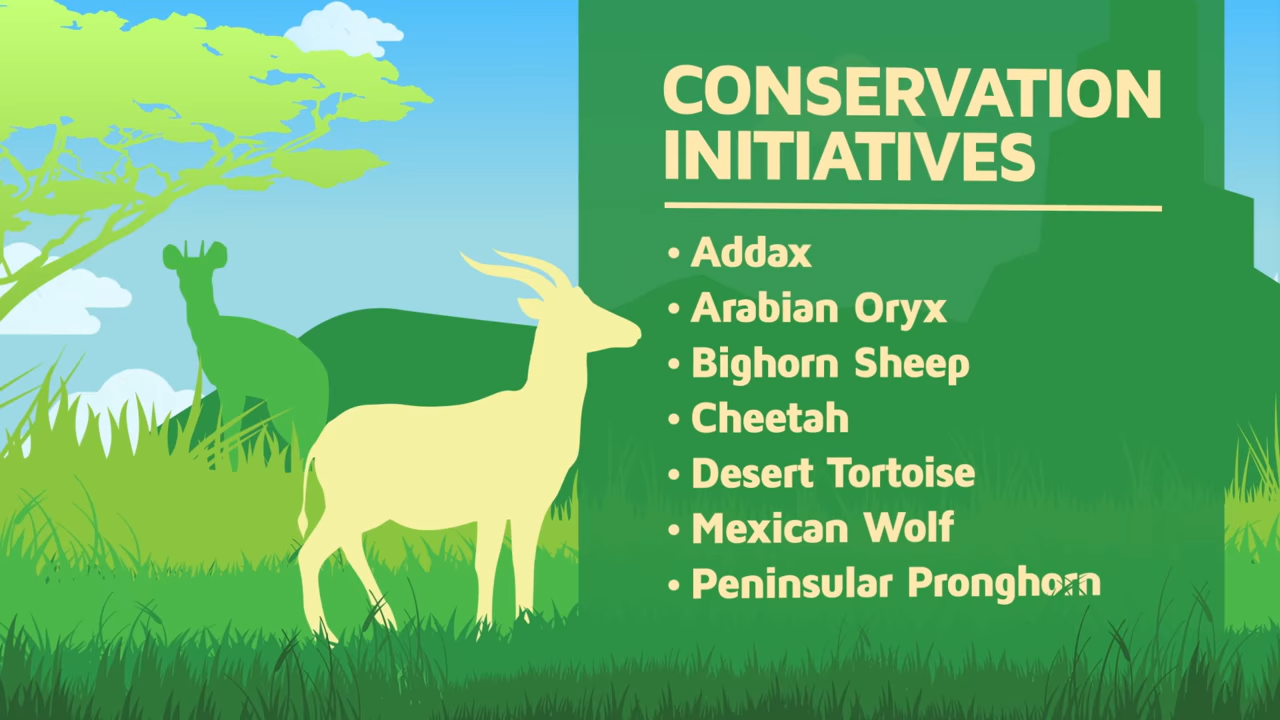 CONSERVATION
INITIATIVES
• Addax
• Arabian Oryx
• Bighorn Sheep
• Cheetah
• Desert Tortoise
• Mexican Wolf
• Peninsular Pronghorn